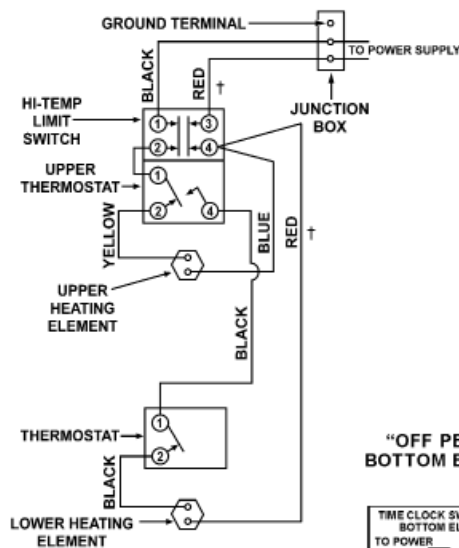 GROUND TERMINAL
TO POWER SUPPLY
BLACK
RED †
JUNCTION
BOX
HI-TEMP
LIMIT
SWITCH
1
3
2
4
UPPER
THERMOSTAT
1
2
4
YELLOW
BLUE
RED †
UPPER
HEATING
ELEMENT
BLACK
THERMOSTAT
1
2
BLACK
LOWER HEATING
ELEMENT
"OFF PE
BOTTOM E
TIME CLOCK SW
BOTTOM EL
TO POWER